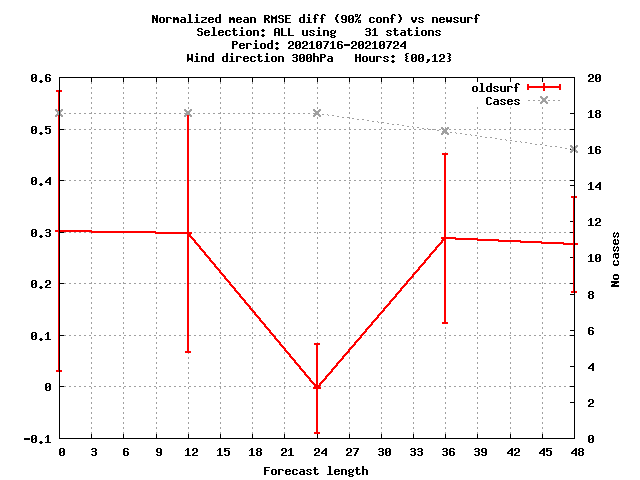 Normalized mean RMSE diff (90% conf) vs newsurf
Selection: ALL using    31 stations
Period: 20210716-20210724
Wind direction 300hPa   Hours: {00,12}
oldsurf
Cases
0.6
0.5
0.4
0.3
0.2
0.1
0
-0.1
20
18
16
14
12
10
8
6
4
2
0
No cases
0 3 6 9 12 15 18 21 24 27 30 33 36 39 42 45 48
Forecast length